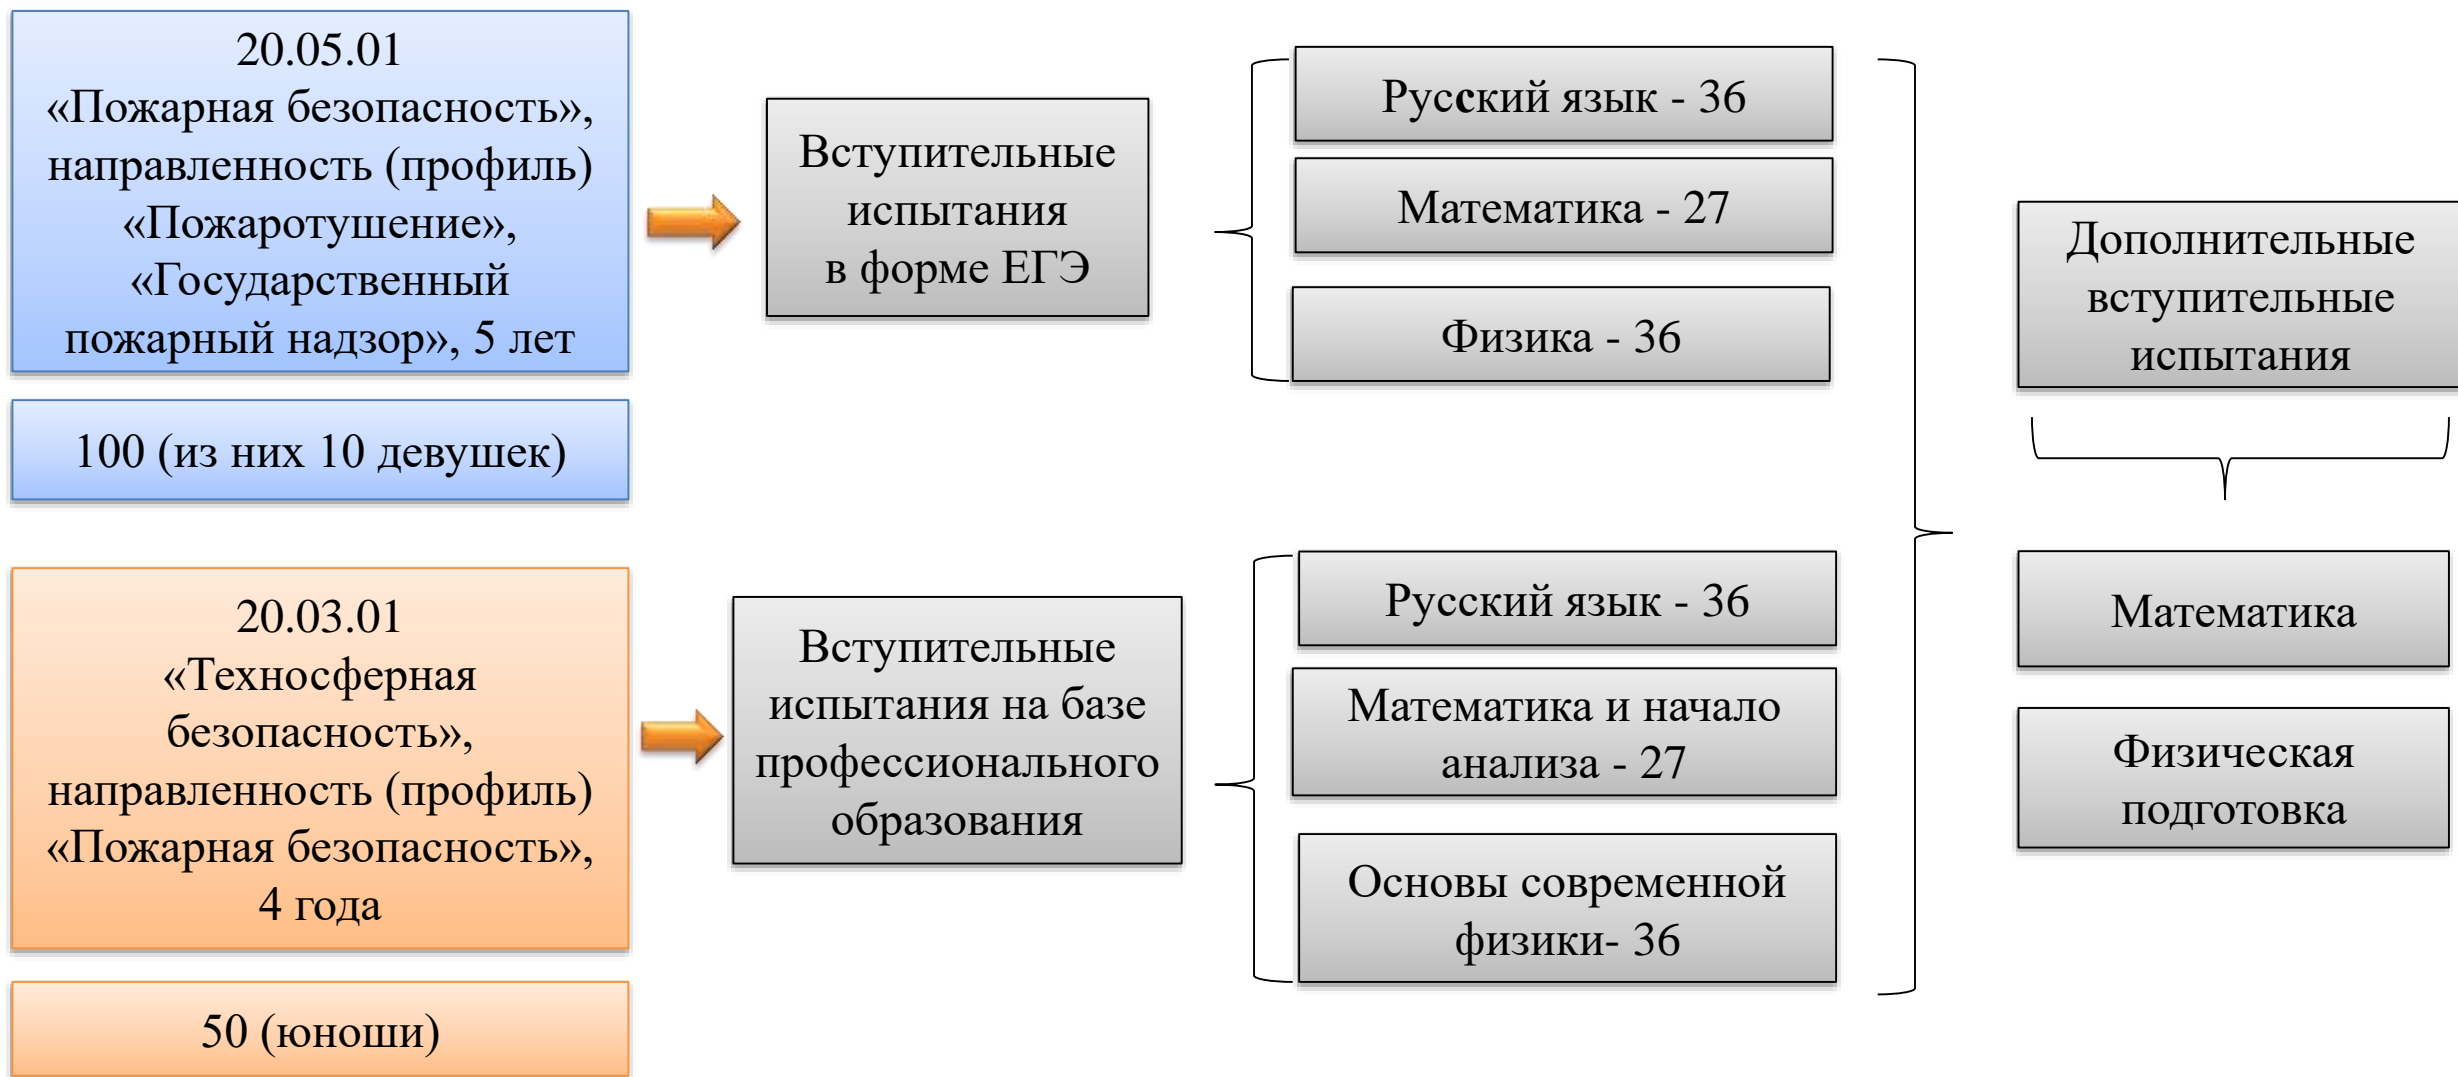 20.05.01
«Пожарная безопасность»,
направленность (профиль)
«Пожаротушение»,
«Государственный
пожарный надзор», 5 лет
100 (из них 10 девушек)
Вступительные
испытания
в форме ЕГЭ
Русский язык - 36
Математика - 27
Физика - 36
Дополнительные
вступительные
испытания
20.03.01
«Техносферная
безопасность»,
направленность (профиль)
«Пожарная безопасность»,
4 года
50 (юноши)
Вступительные
испытания на базе
профессионального
образования
Русский язык - 36
Математика и начало
анализа - 27
Основы современной
физики- 36
Математика
Физическая
подготовка